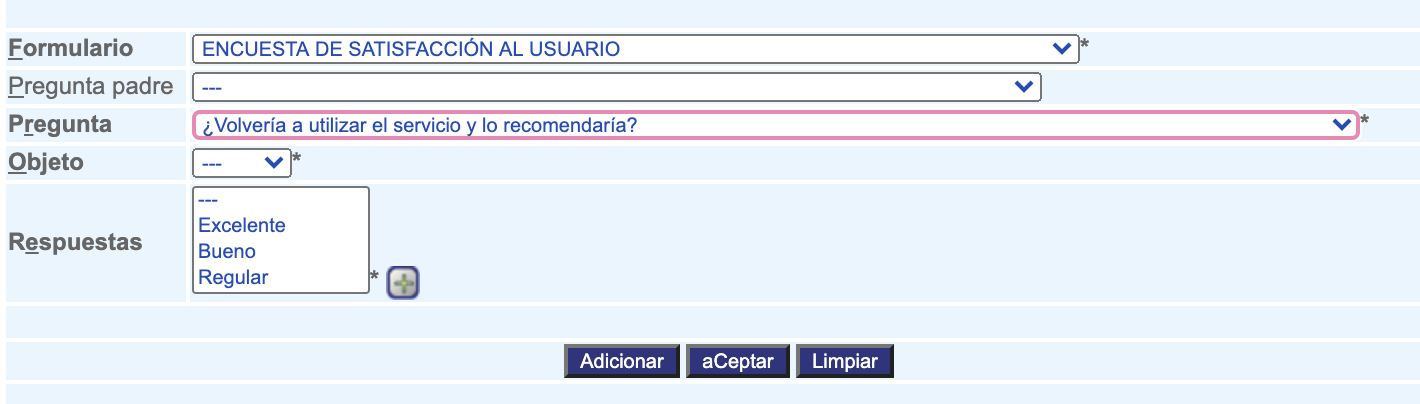 Formulario ENCUESTA DE SATISFACCIÓN AL USUARIO *
Pregunta padre ---
Pregunta ¿Volvería a utilizar el servicio y lo recomendaría? *
Objeto --- *
Respuestas
---
Excelente
Bueno
Regular
*
Adicionar aCeptar Limpiar